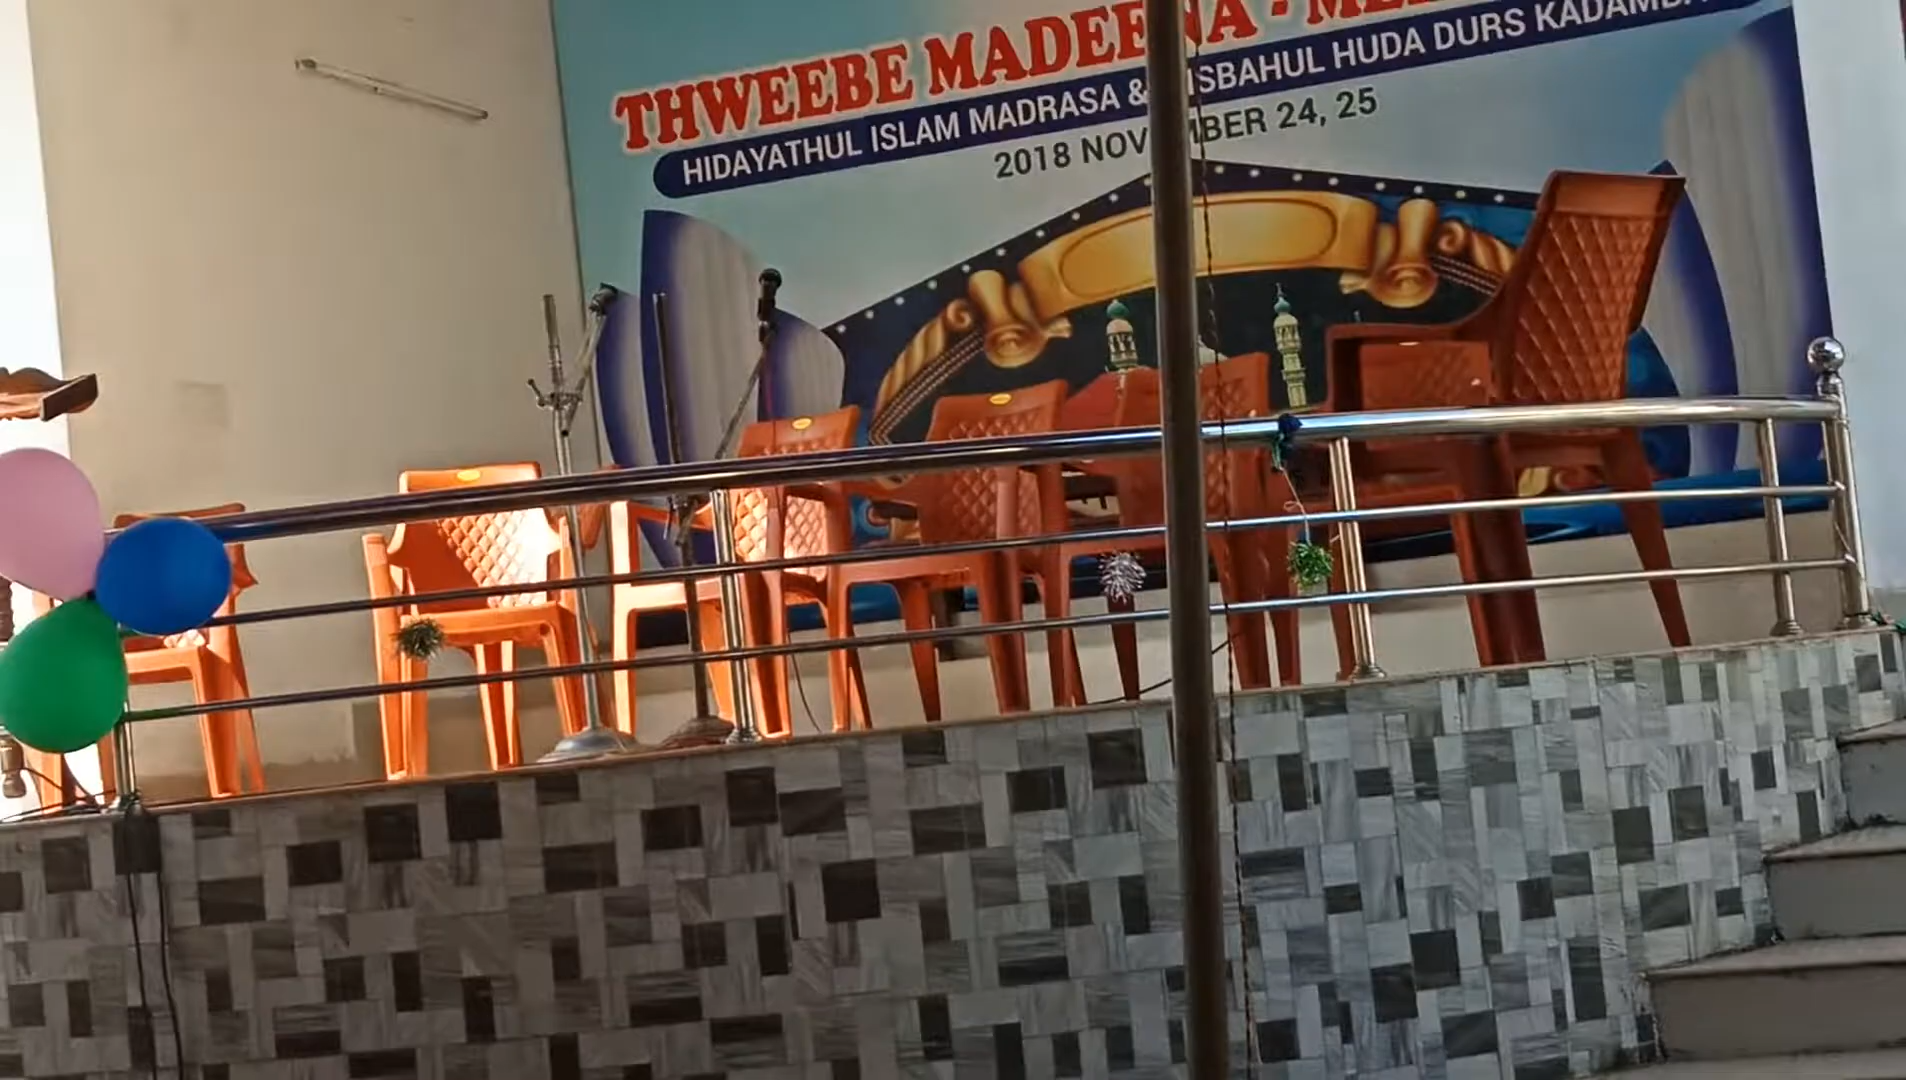 THWEEBE MADEENA -
HIDAYATHUL ISLAM MADRASA & ISBAHUL HUDA DURS
2018 NOVEMBER 24, 25